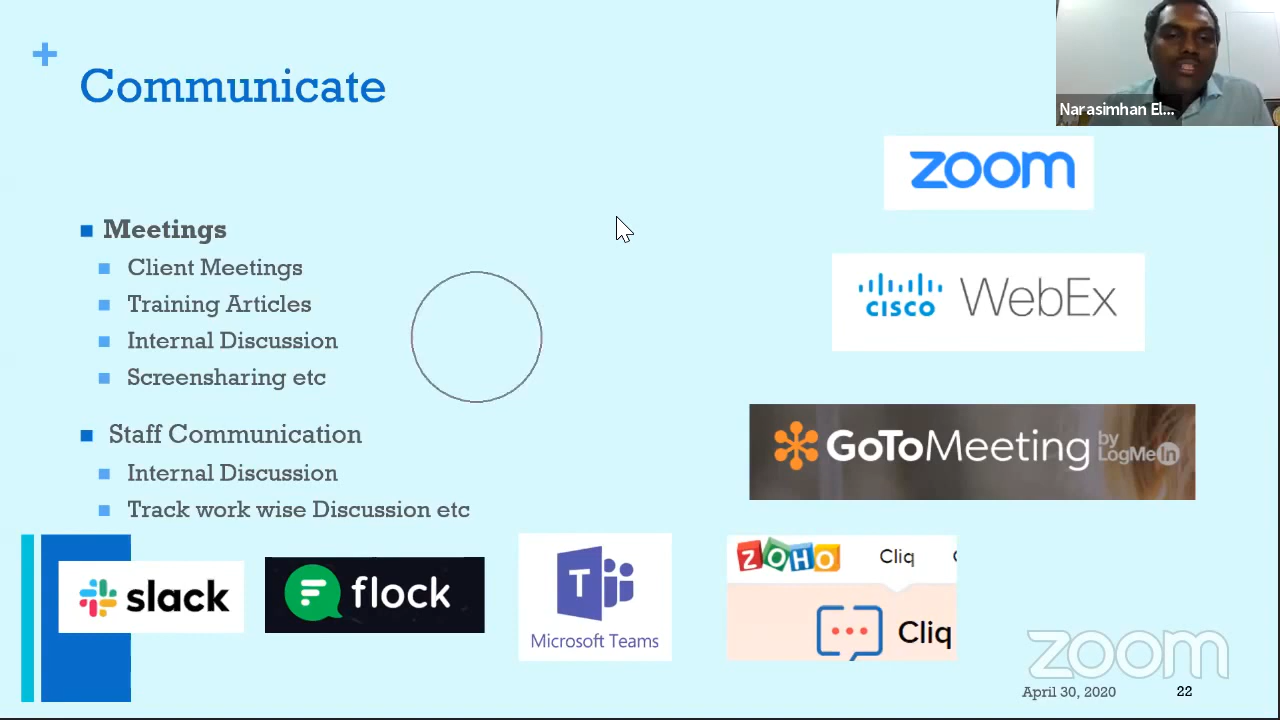 Communicate
Narasimhan El...
zoom
Meetings
Client Meetings
Training Articles
Internal Discussion
Screensharing etc
CISCO WebEx
GoToMeeting by LogMeIn
Staff Communication
Internal Discussion
Track work wise Discussion etc
slack
flock
T
Microsoft Teams
ZOHO Cliq
Cliq
zoom
April 30, 2020 22